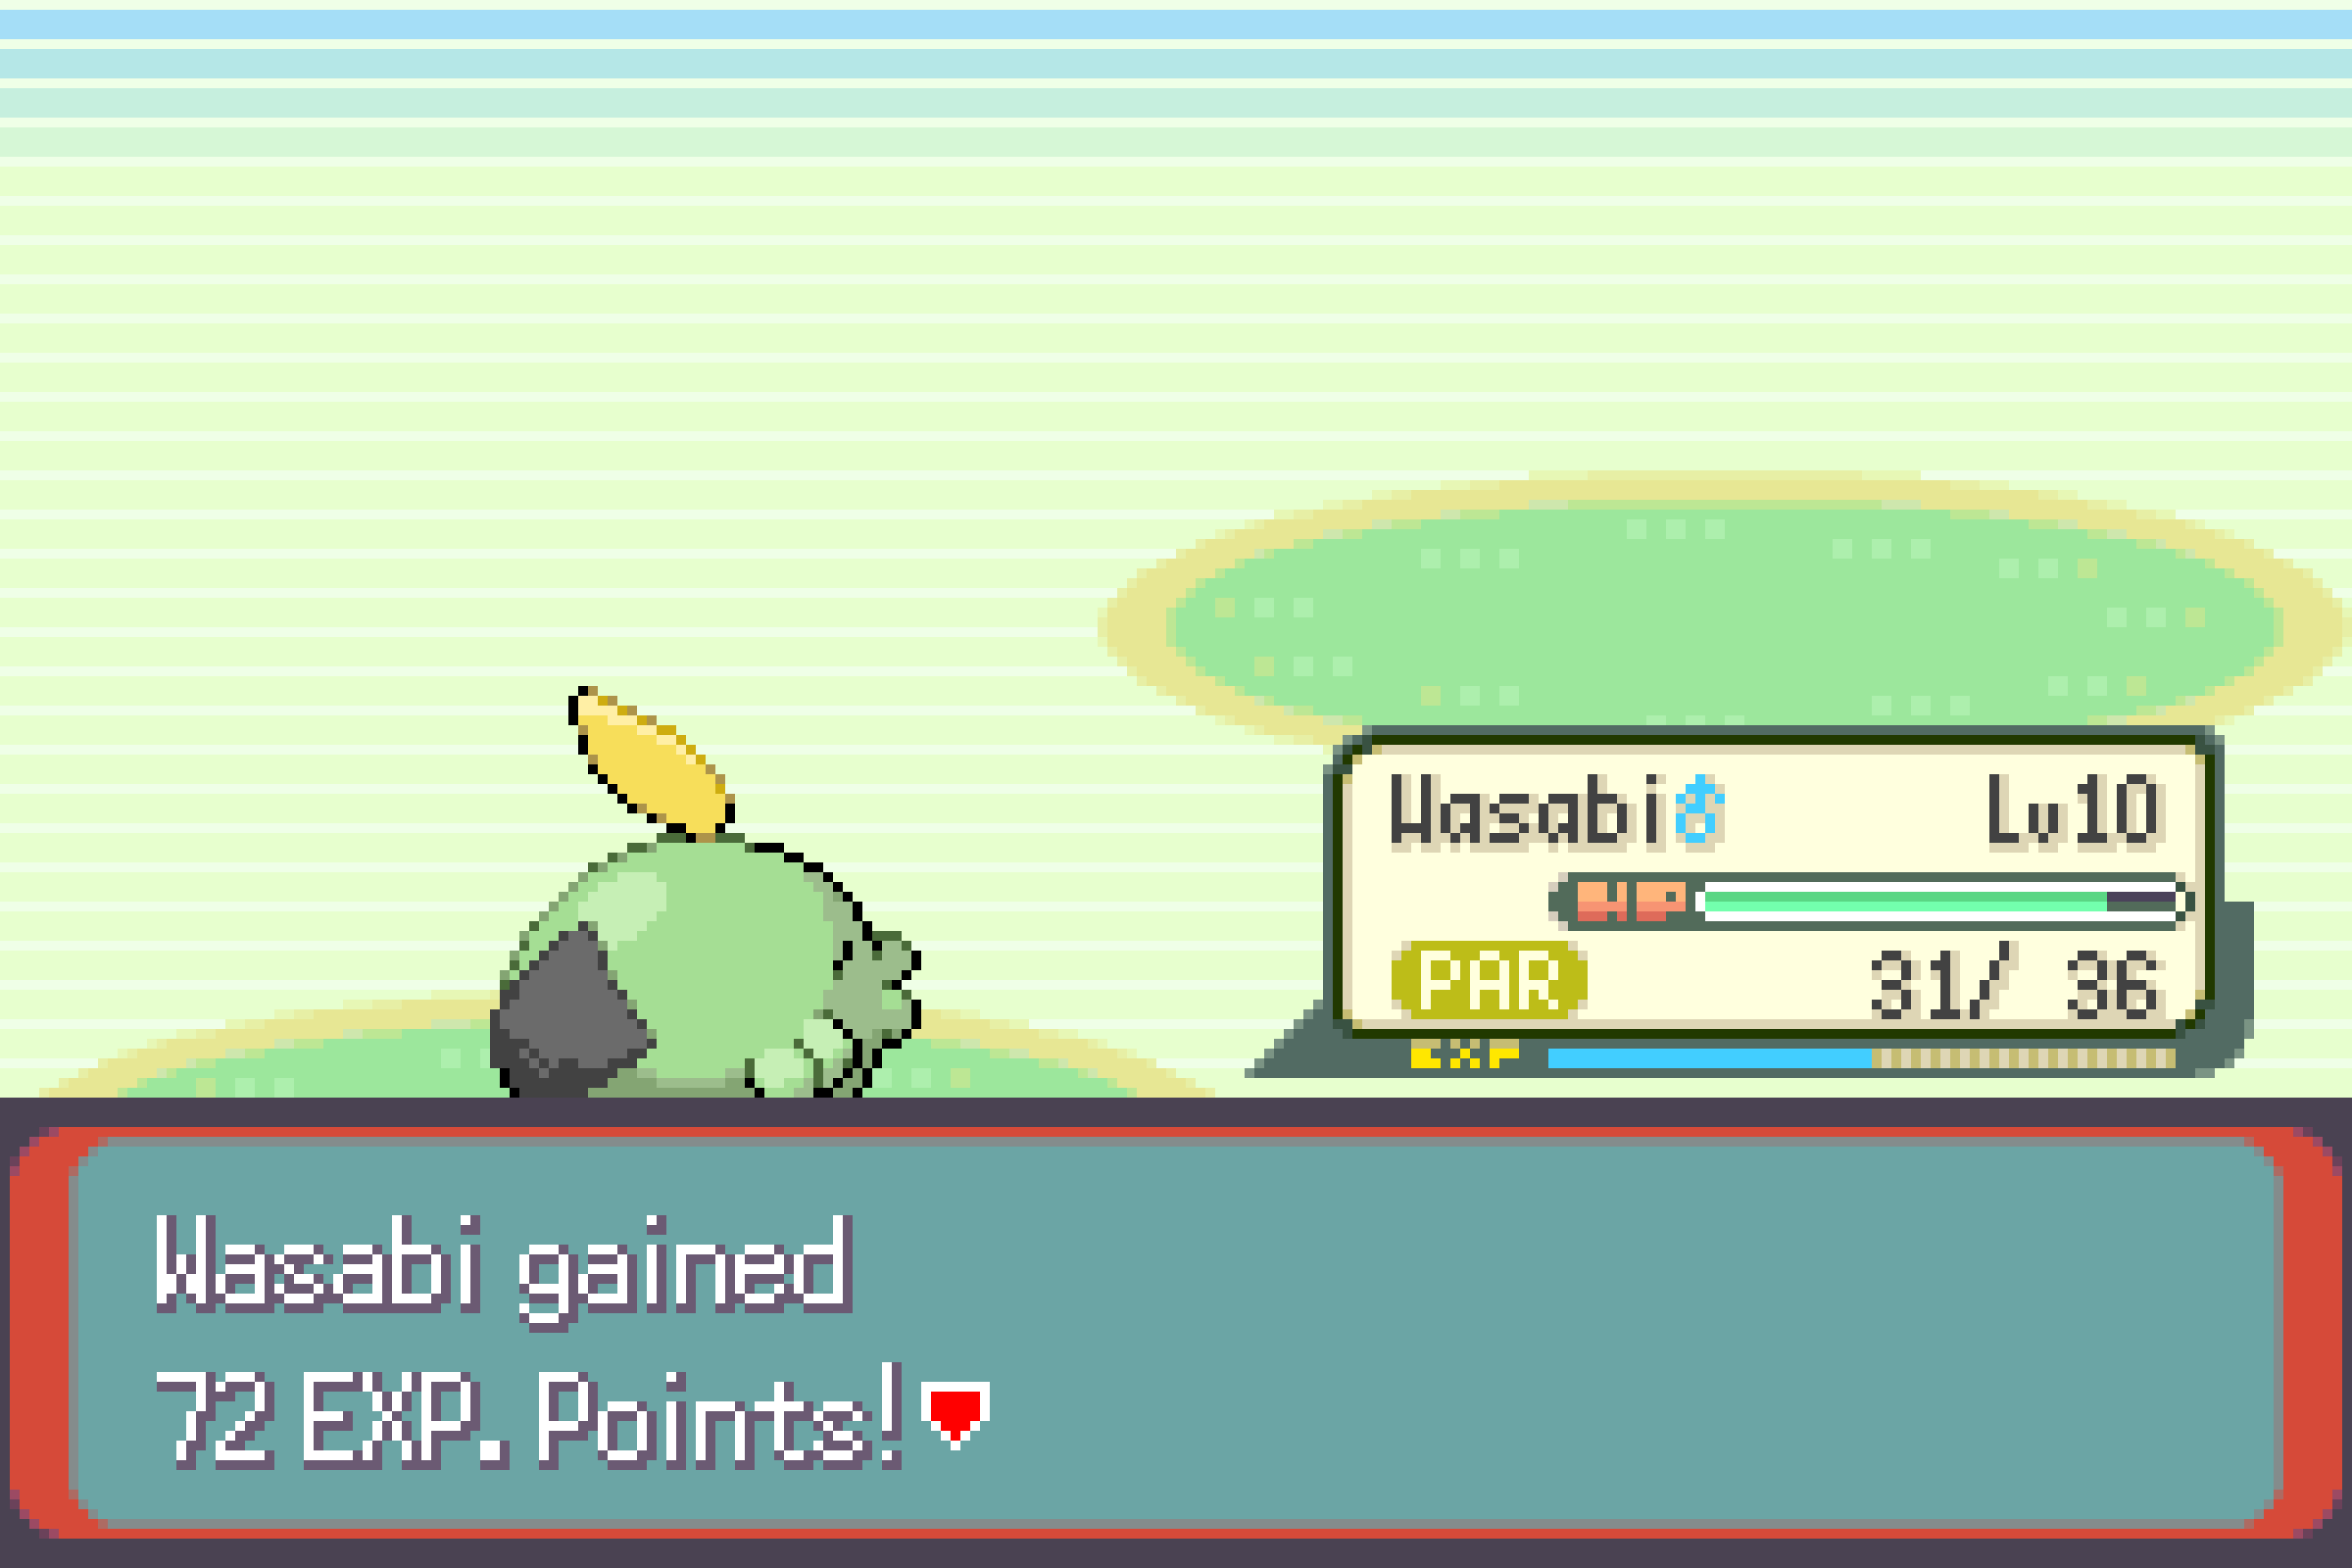 Wasabi♂ Lv10
HP
PAR 31/ 36
EXP
Wasabi gained
72 EXP. Points!